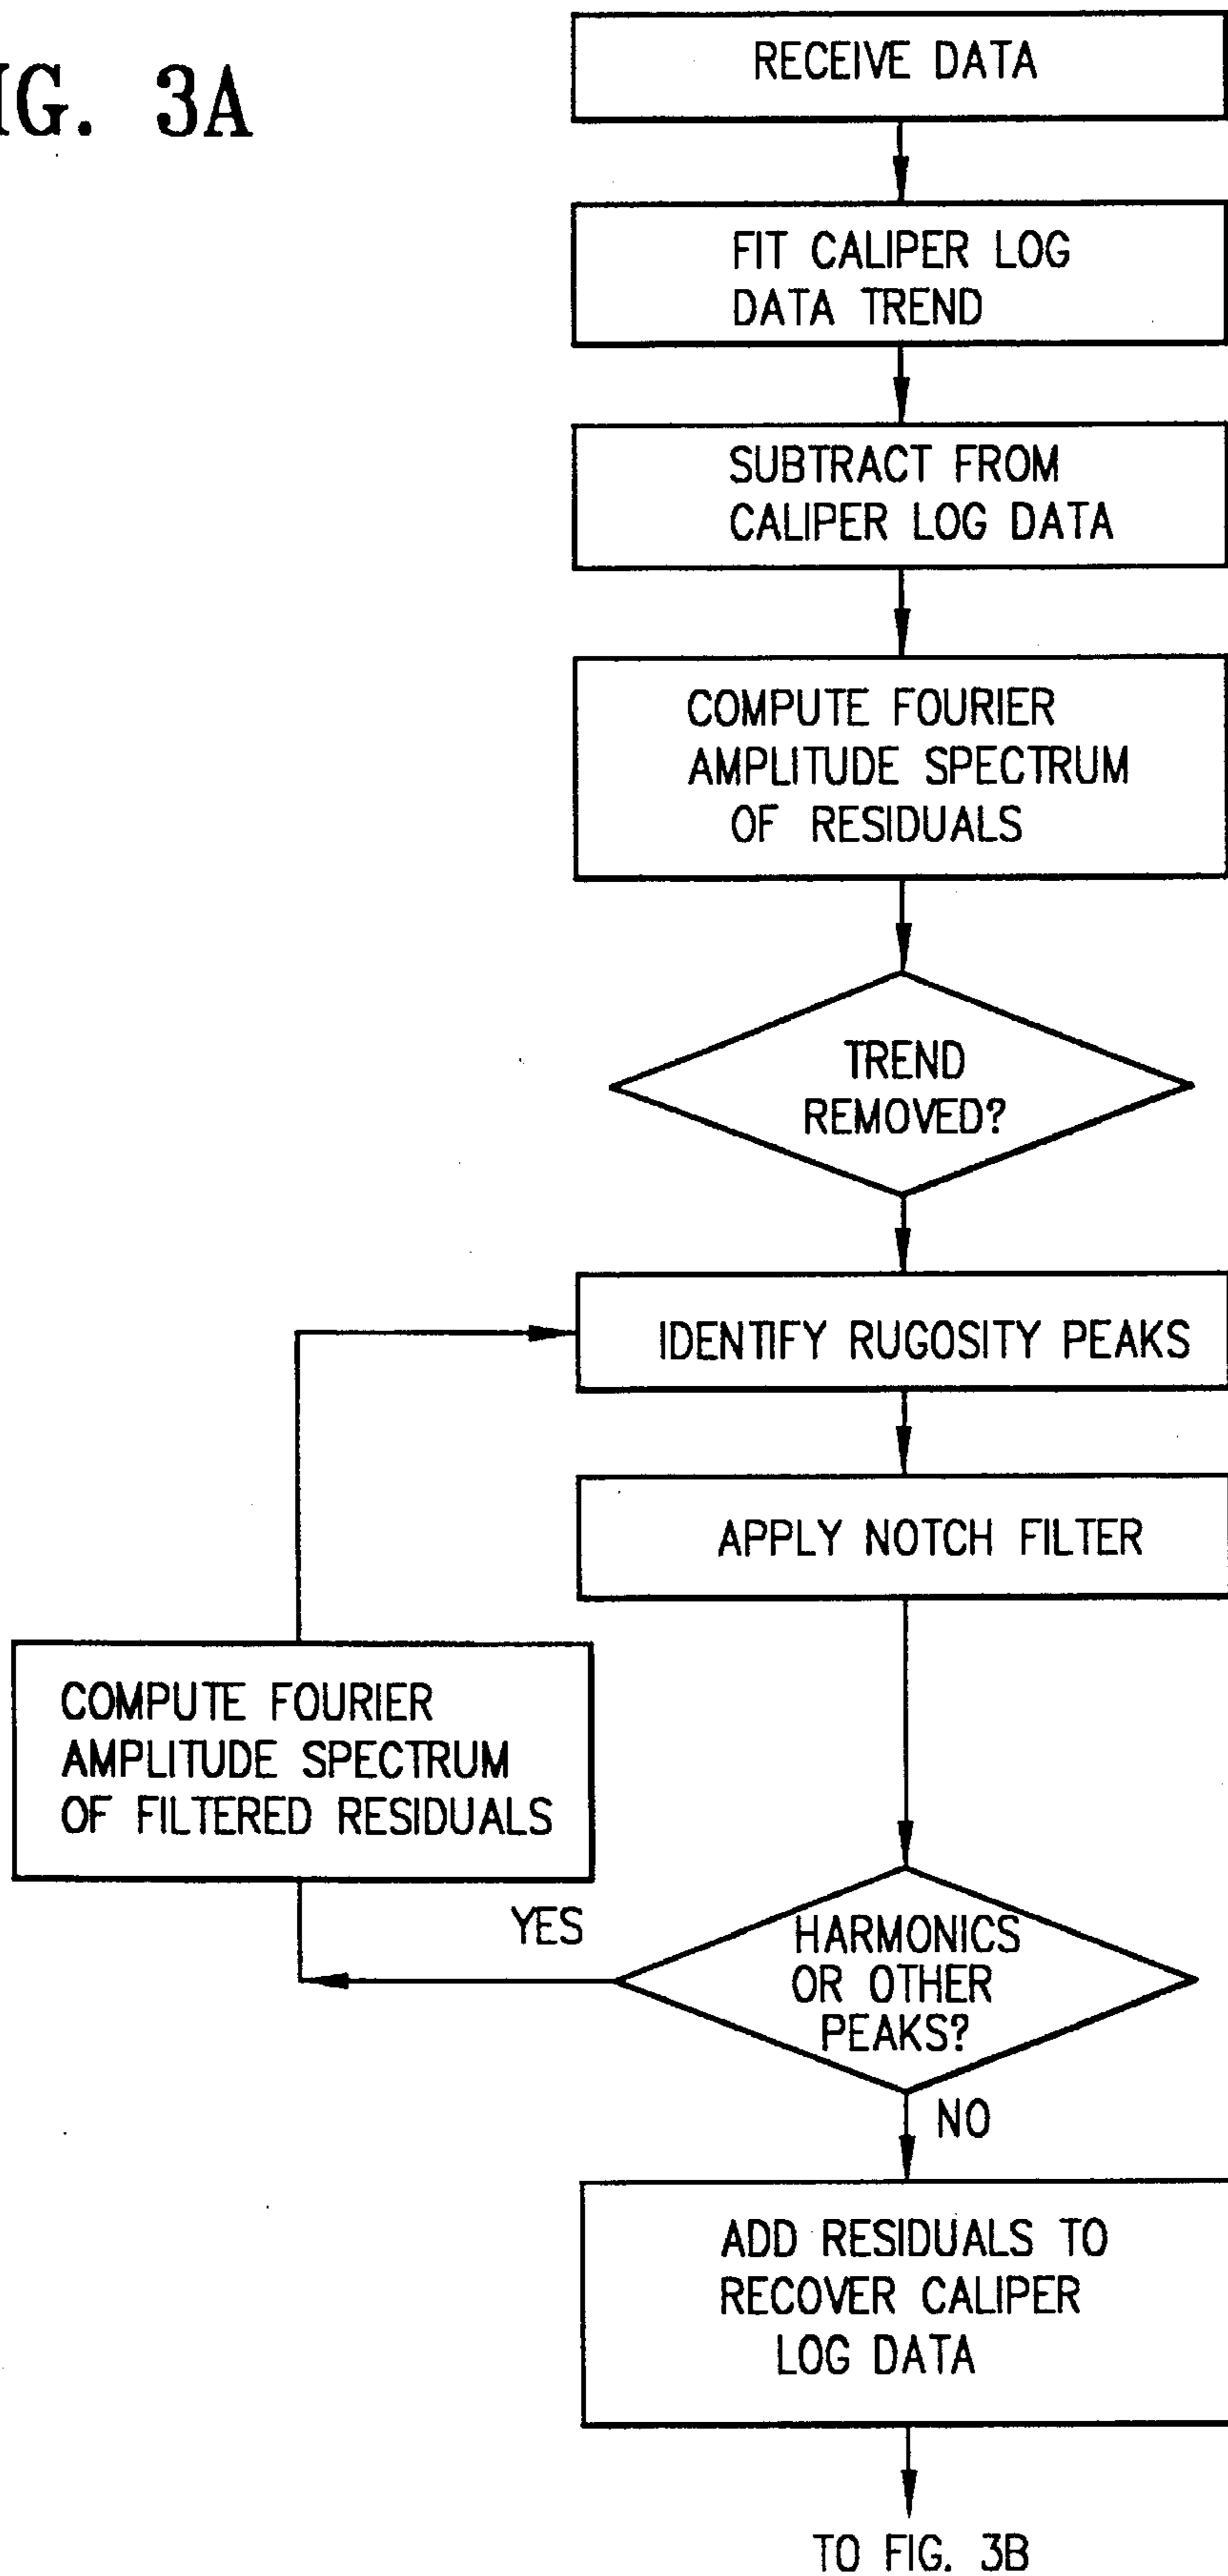 IG. 3A
RECEIVE DATA
FIT CALIPER LOG
DATA TREND
SUBTRACT FROM
CALIPER LOG DATA
COMPUTE FOURIER
AMPLITUDE SPECTRUM
OF RESIDUALS
TREND
REMOVED?
IDENTIFY RUGOSITY PEAKS
APPLY NOTCH FILTER
COMPUTE FOURIER
AMPLITUDE SPECTRUM
OF FILTERED RESIDUALS
YES
HARMONICS
OR OTHER
PEAKS?
NO
ADD RESIDUALS TO
RECOVER CALIPER
LOG DATA
TO FIG. 3B